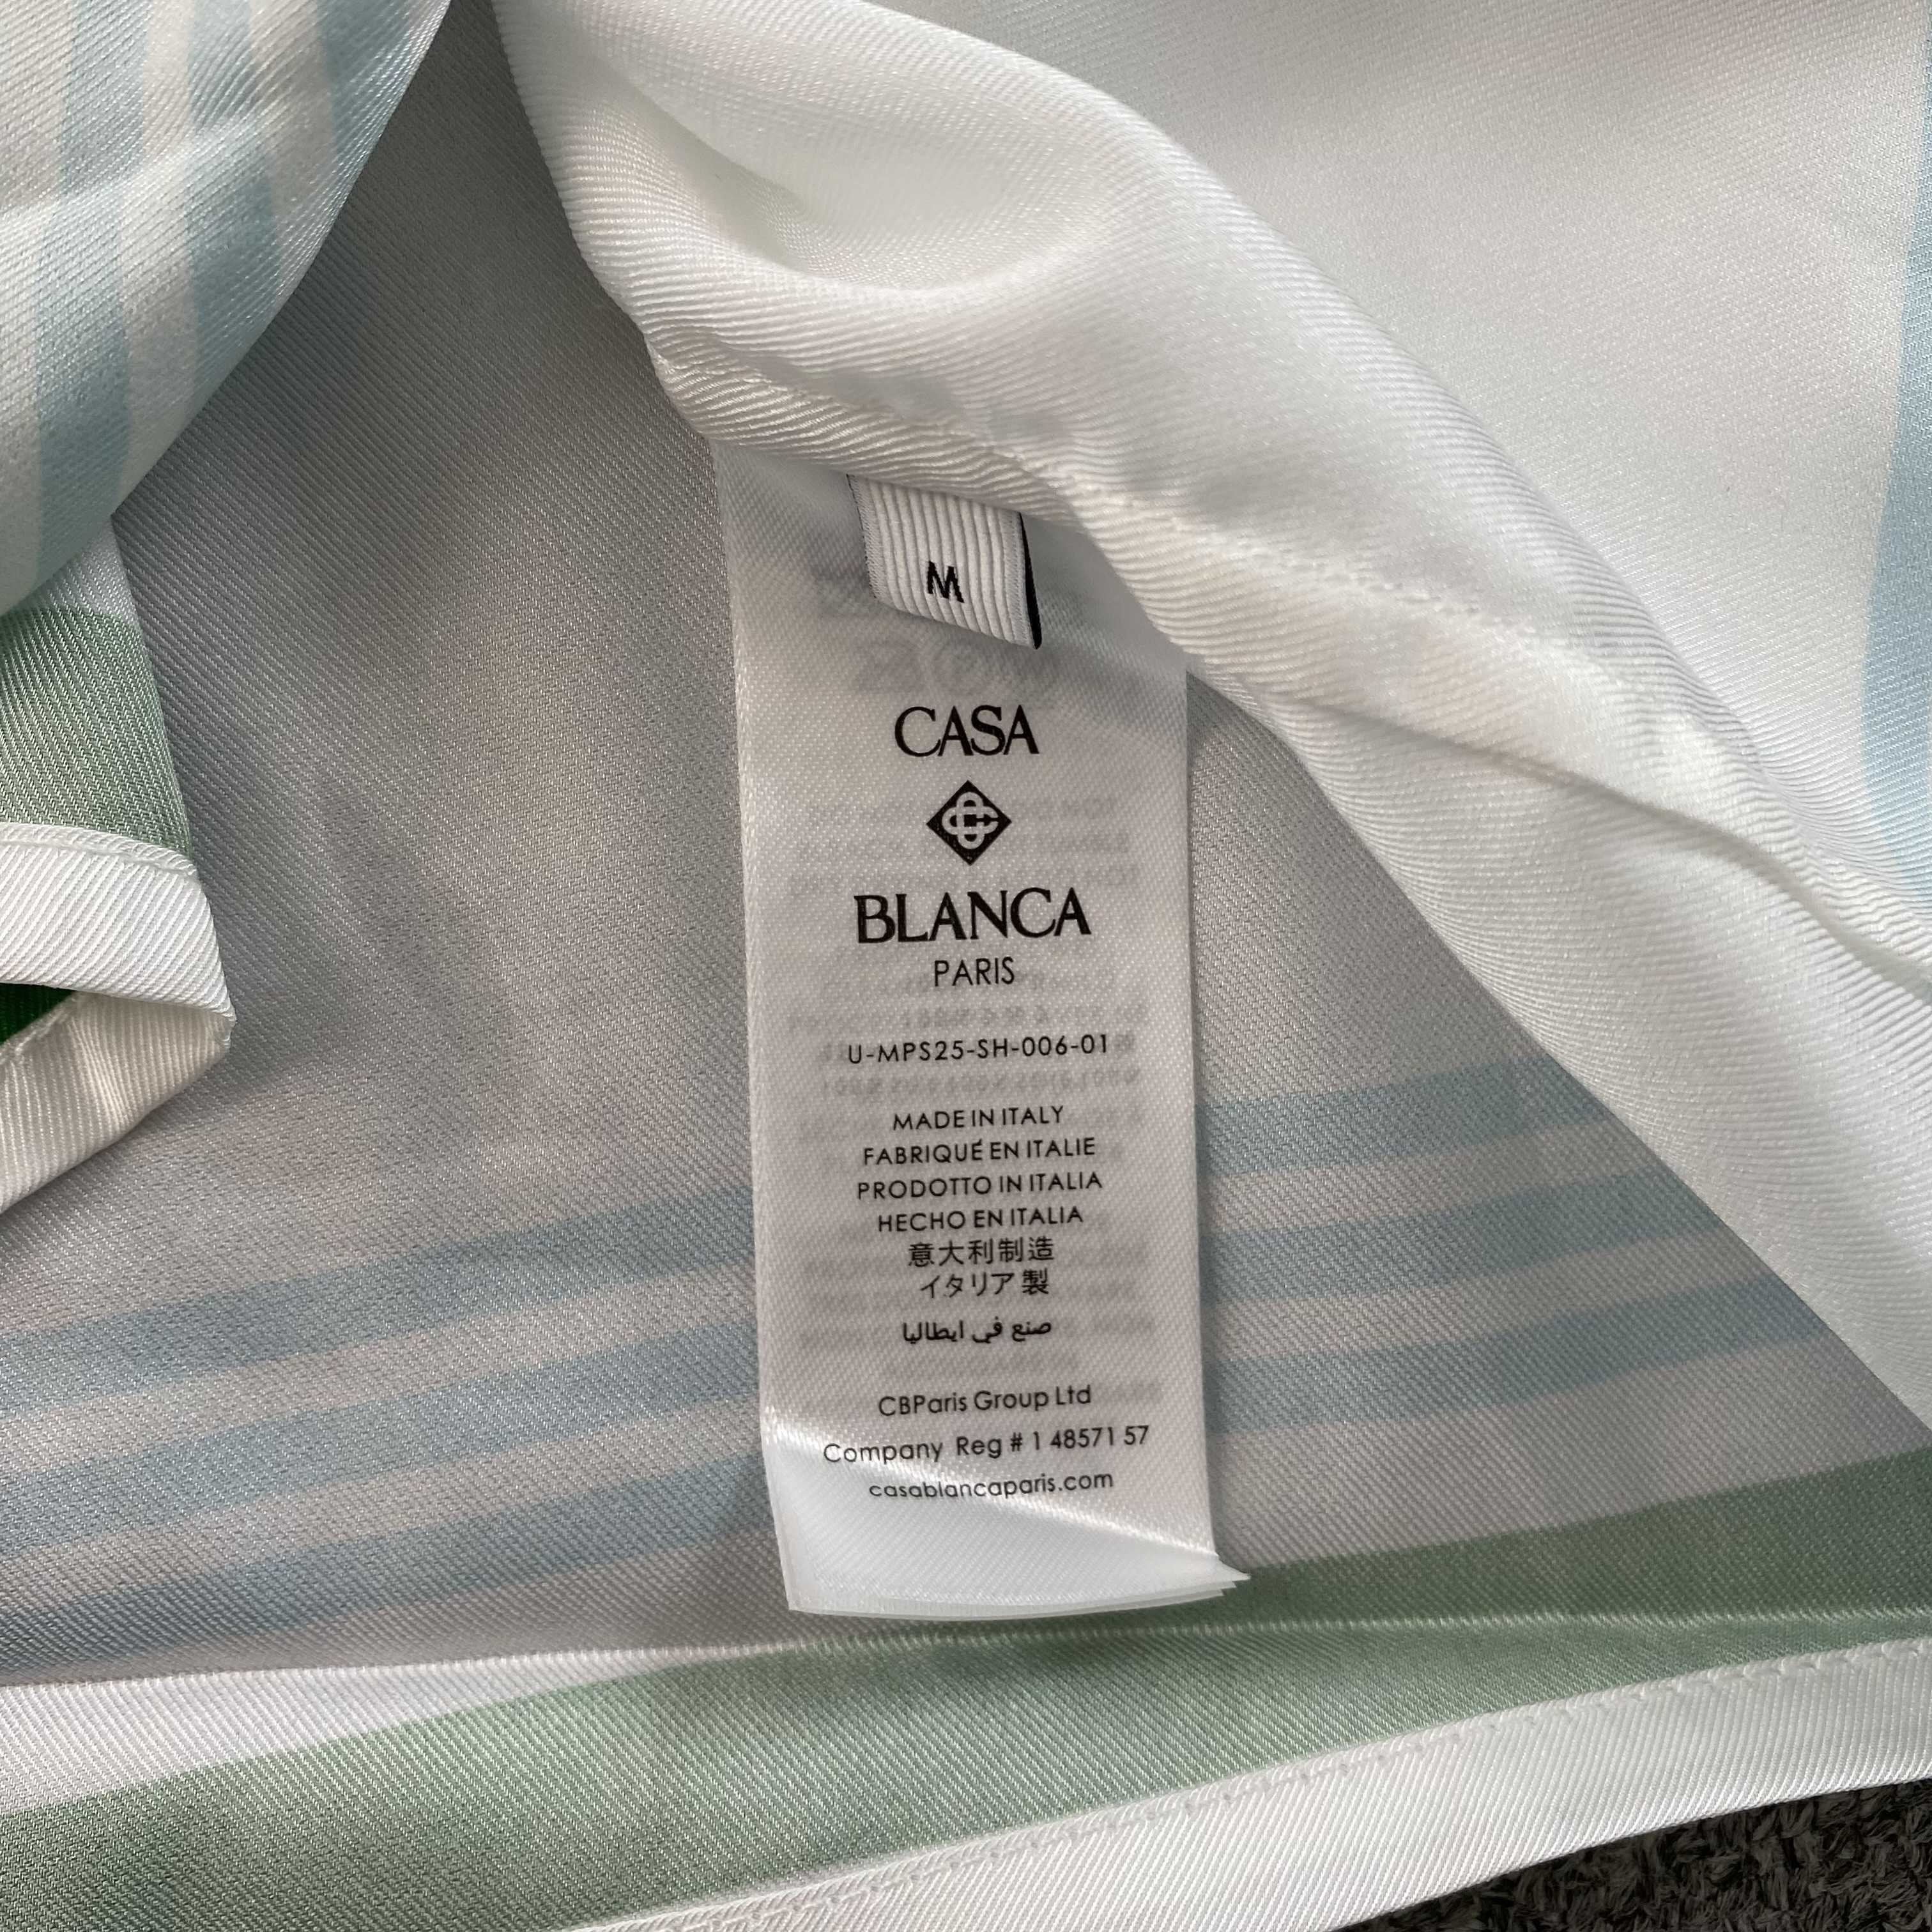 M
CASA
BLANCA
PARIS
U-MPS25-SH-006-01
MADE IN ITALY
FABRIQUÉ EN ITALIE
PRODOTTO IN ITALIA
HECHO EN ITALIA
意大利制造
イタリア製
صنع في ايطاليا
CBParis Group Ltd
Company Reg # 1 48571 57
casablancaparis.com